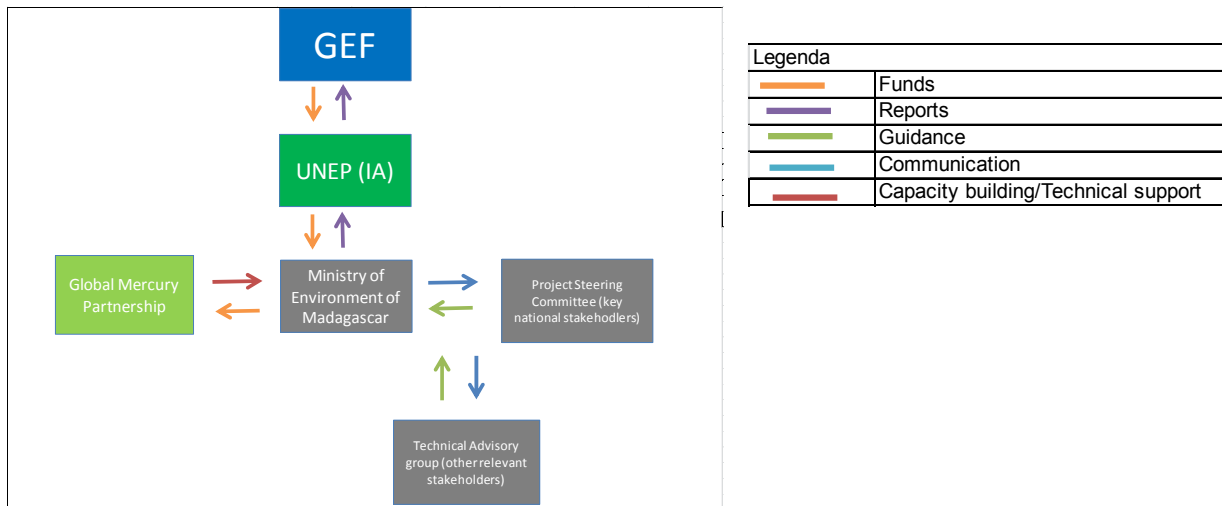 GEF
UNEP (IA)
Global Mercury
Partnership
Ministry of
Environment of
Madagascar
Project Steering
Committee (key
national stakehodlers)
Technical Advisory
group (other relevant
stakeholders)
Legenda
Funds
Reports
Guidance
Communication
Capacity building/Technical support